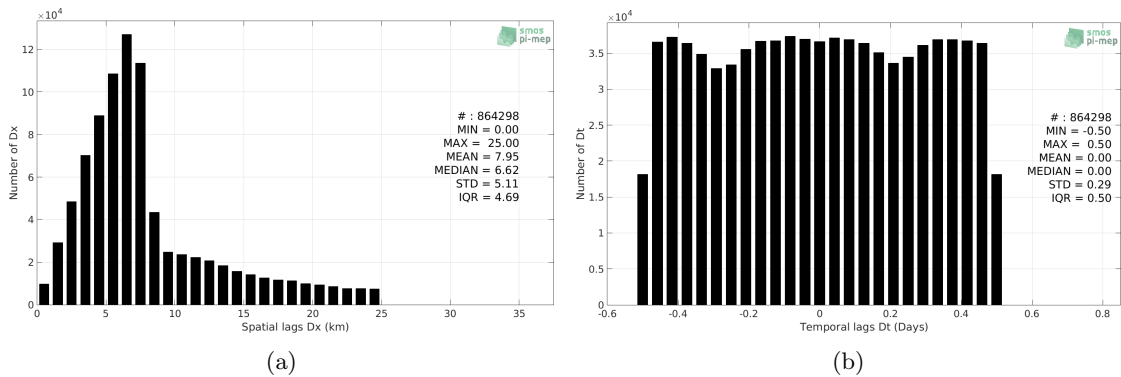 ×10⁴
12
10
8
6
4
2
0
0 5 10 15 20 25 30 35
Number of Dx
Spatial lags Dx (km)
smos
pi-mep
# : 864298
MIN = 0.00
MAX = 25.00
MEAN = 7.95
MEDIAN = 6.62
STD = 5.11
IQR = 4.69
(a)
×10⁴
3.5
3
2.5
2
1.5
1
0.5
0
-0.6 -0.4 -0.2 0 0.2 0.4 0.6 0.8
Number of Dt
Temporal lags Dt (Days)
smos
pi-mep
# : 864298
MIN = -0.50
MAX = 0.50
MEAN = 0.00
MEDIAN = 0.00
STD = 0.29
IQR = 0.50
(b)